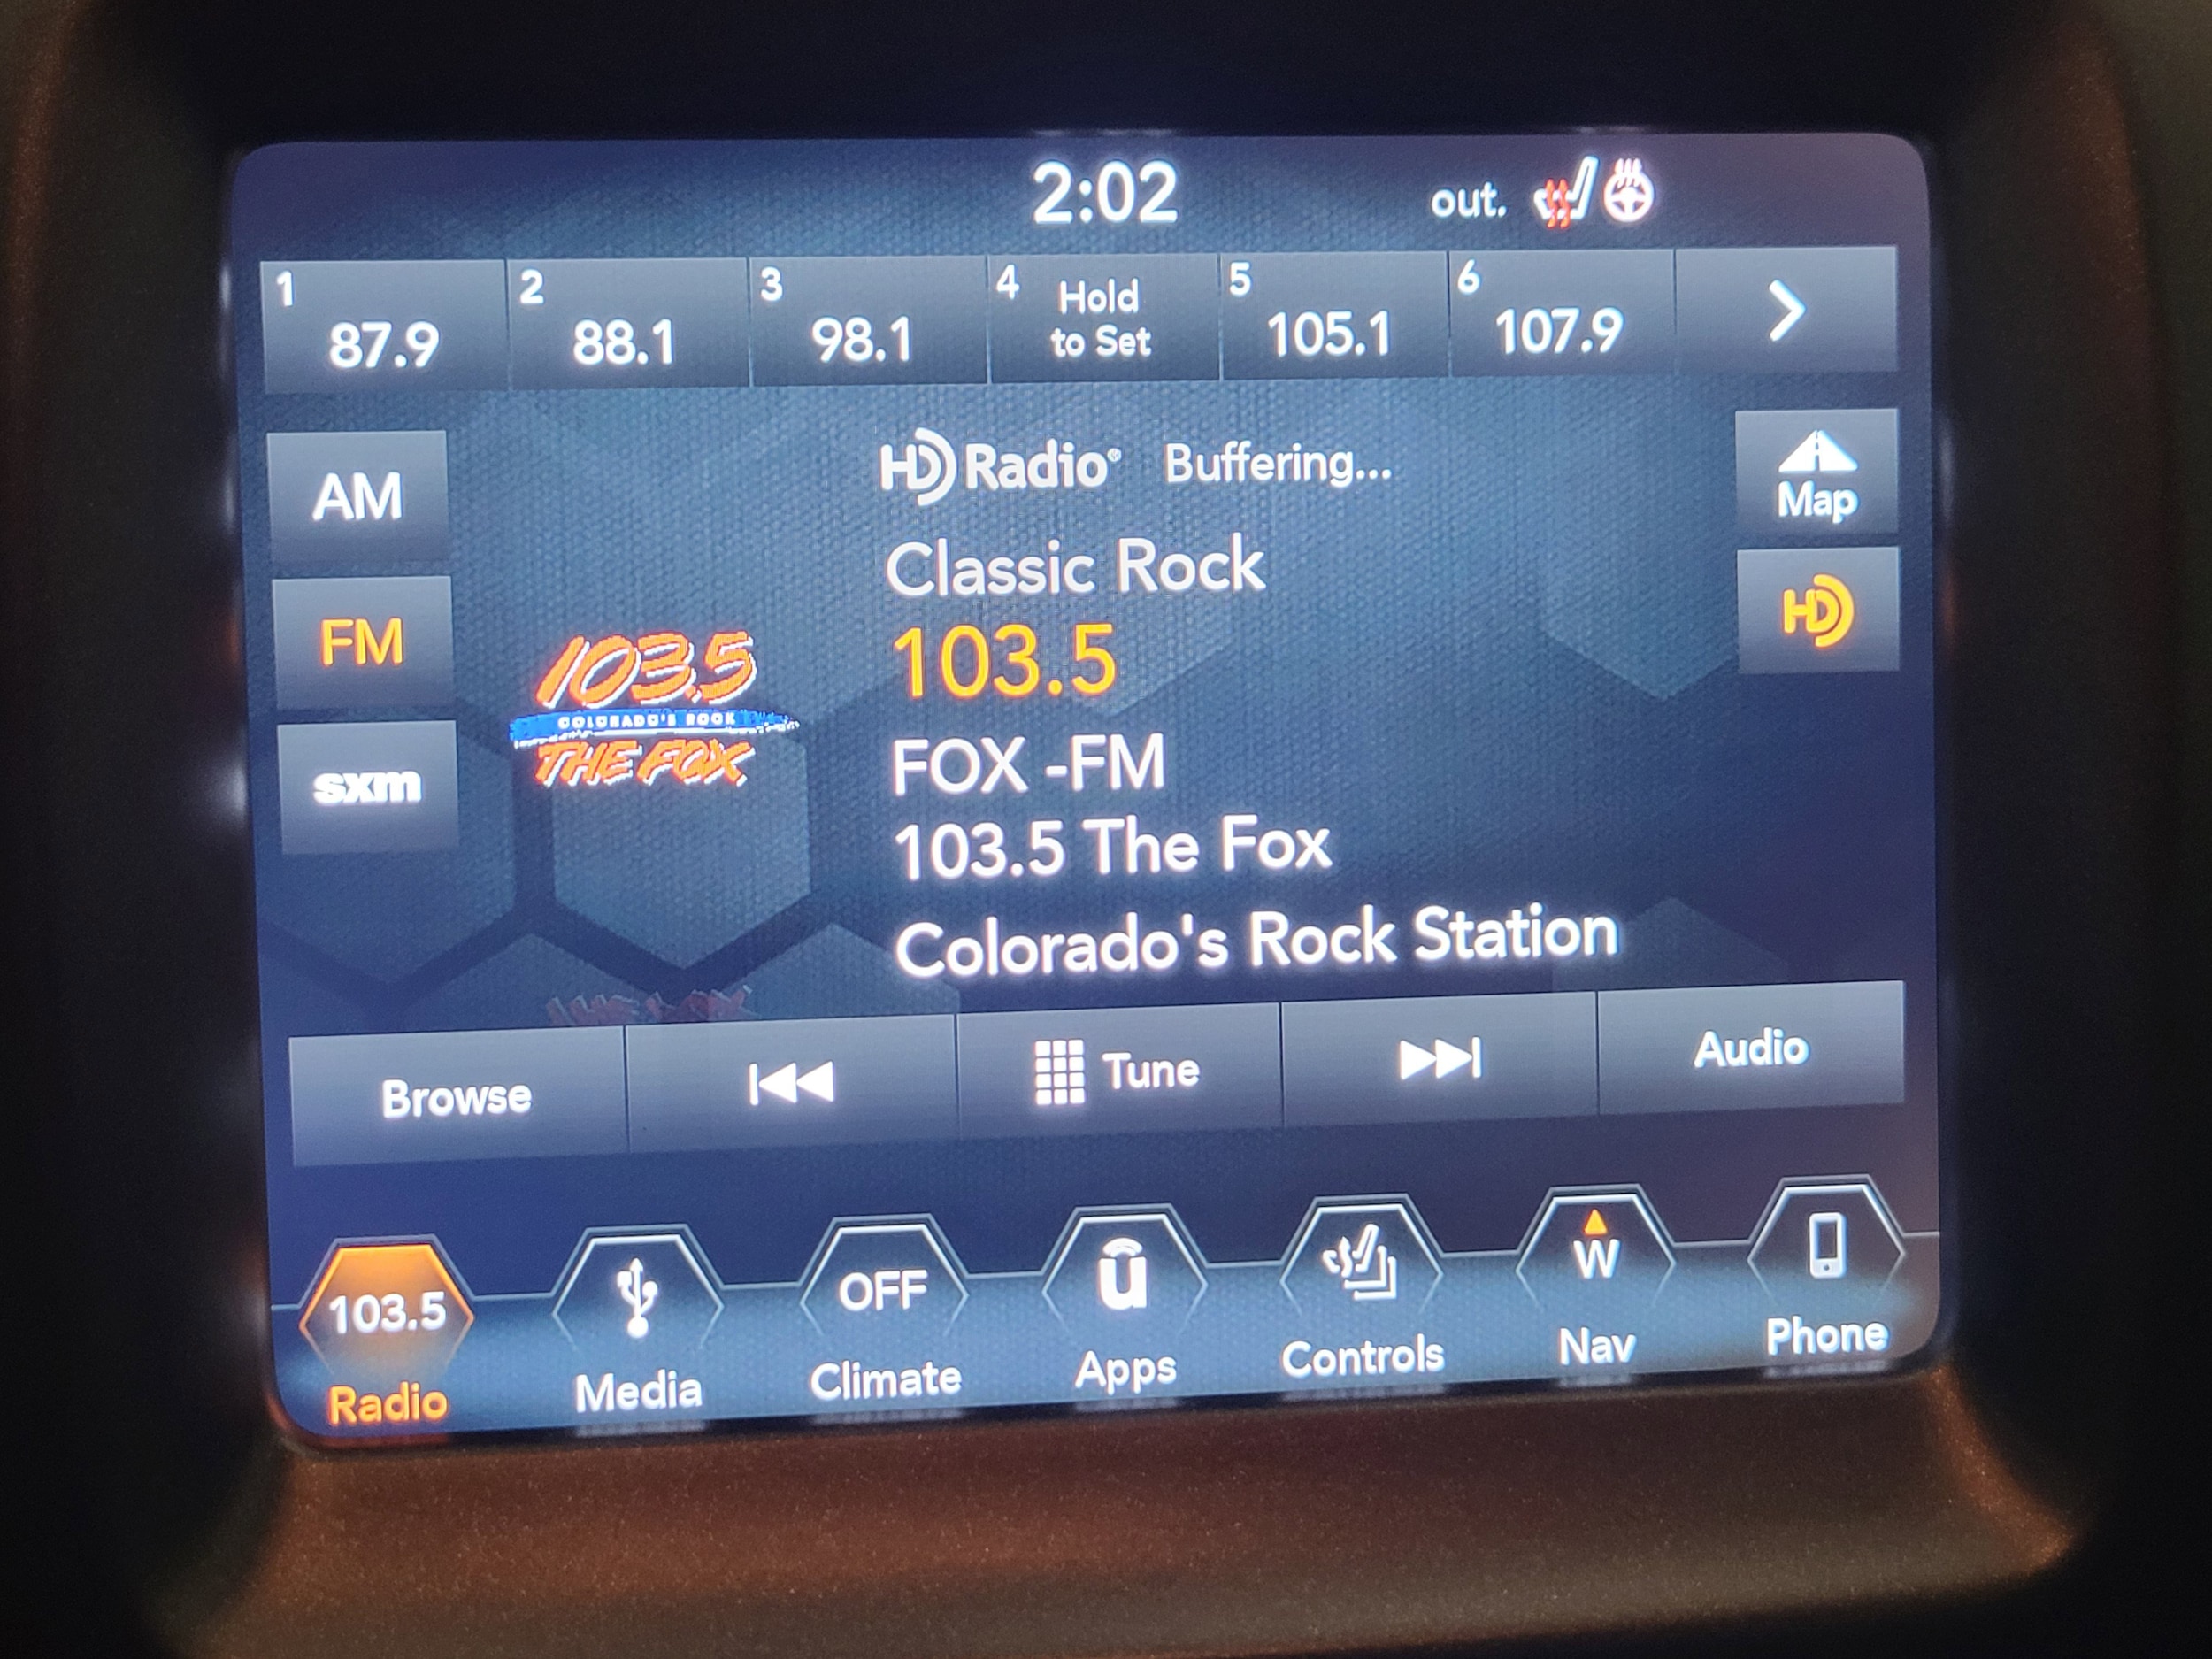 2:02
out.
1 87.9
2 88.1
3 98.1
4 Hold
to Set
5 105.1
6 107.9
AM
FM
sxm
103.5
COLORADO'S ROCK
THE FOX
HD Radio® Buffering...
Classic Rock
103.5
FOX -FM
103.5 The Fox
Colorado's Rock Station
Map
HD
Browse
Tune
Audio
103.5
Radio
Media
OFF
Climate
u
Apps
Controls
W
Nav
Phone